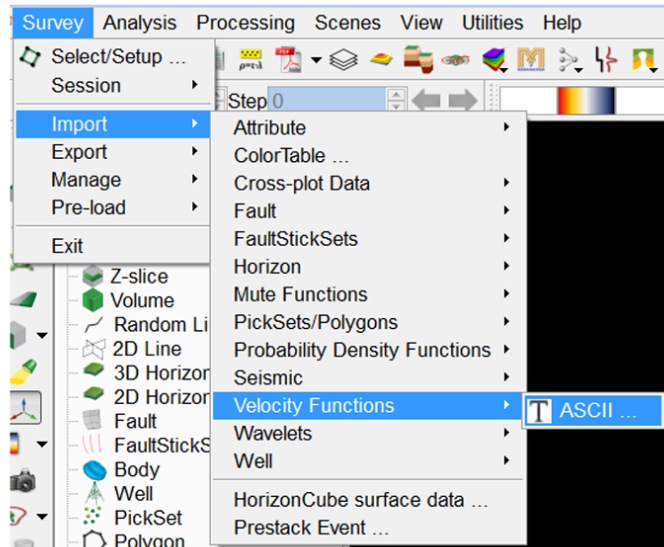 Survey Analysis Processing Scenes View Utilities Help
Select/Setup ...
Session
Step 0
Import
Export
Manage
Pre-load
Exit
Attribute
ColorTable ...
Cross-plot Data
Fault
FaultStickSets
Horizon
Mute Functions
PickSets/Polygons
Probability Density Functions
Seismic
Velocity Functions
T ASCII ...
Wavelets
Well
HorizonCube surface data ...
Prestack Event ...
Z-slice
Volume
Random Li
2D Line
3D Horizon
2D Horizon
Fault
FaultStickS
Body
Well
PickSet
Polygon